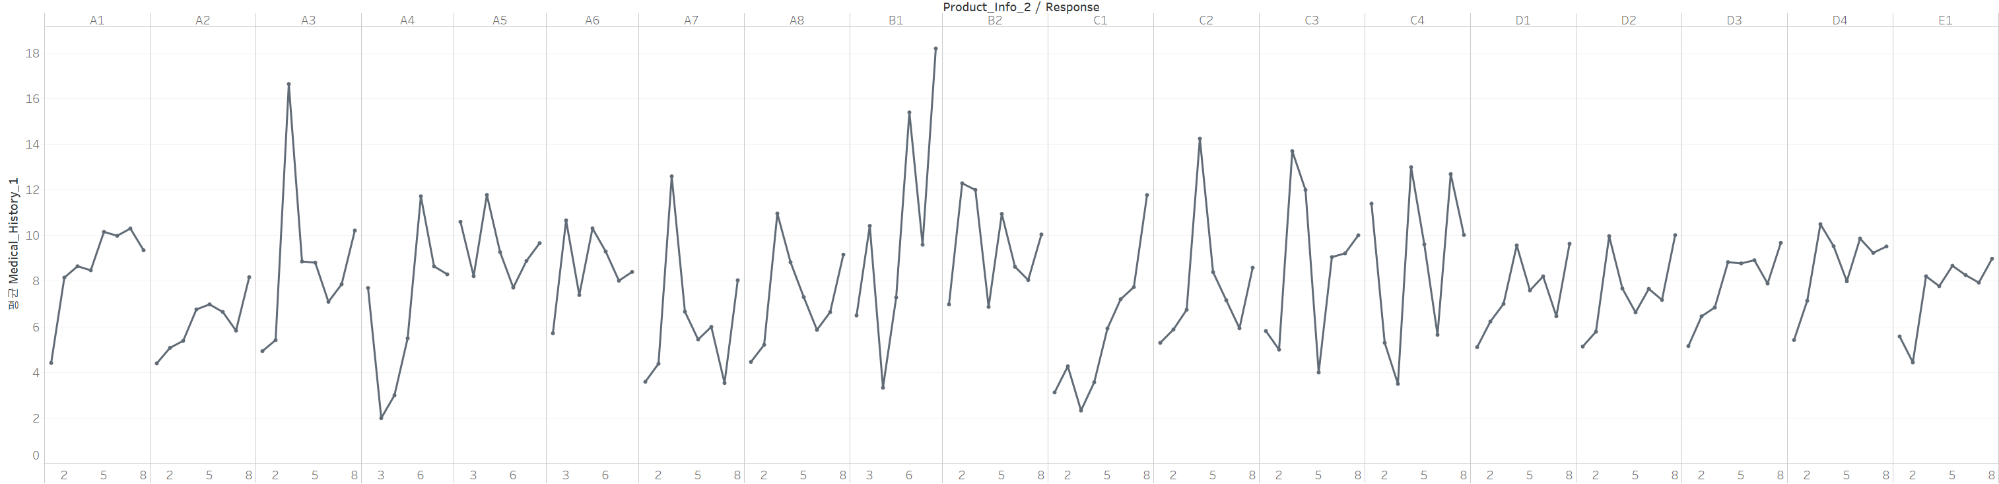 Product_Info_2 / Response
A1 A2 A3 A4 A5 A6 A7 A8 B1 B2 C1 C2 C3 C4 D1 D2 D3 D4 E1
평균 Medical_History_1
18
16
14
12
10
8
6
4
2
0
2 5 8 2 5 8 2 5 8 3 6 3 6 3 6 2 5 8 2 5 8 3 6 2 5 8 2 5 8 2 5 8 2 5 8 2 5 8 2 5 8 2 5 8 2 5 8 2 5 8 2 5 8